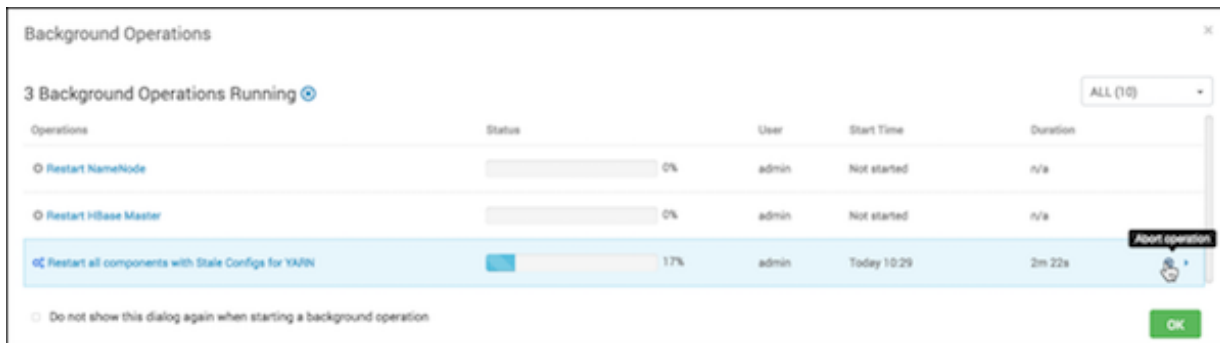 Background Operations
3 Background Operations Running
ALL (10)
Operations Status User Start Time Duration
Restart NameNode 0% admin Not started n/a
Restart HBase Master 0% admin Not started n/a
Abort operation
Restart all components with Stale Configs for YARN 17% admin Today 10:29 2m 22s
Do not show this dialog again when starting a background operation
OK